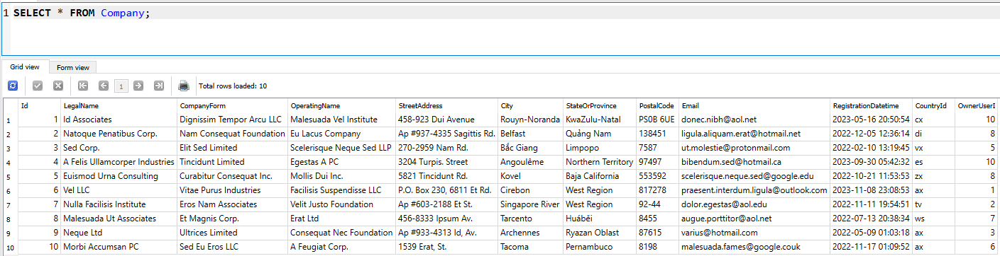 1 SELECT * FROM Company;
Grid view Form view
1 Total rows loaded: 10
Id LegalName CompanyForm OperatingName StreetAddress City StateOrProvince PostalCode Email RegistrationDatetime CountryId OwnerUserI
1 1 Id Associates Dignissim Tempor Arcu LLC Malesuada Vel Institute 458-923 Dui Avenue Rouyn-Noranda KwaZulu-Natal PS0B 6UE donec.nibh@aol.net 2023-05-16 20:50:54 cx 10
2 2 Natoque Penatibus Corp. Nam Consequat Foundation Eu Lacus Company Ap #937-4335 Sagittis Rd. Belfast Quảng Nam 138451 ligula.aliquam.erat@hotmail.net 2022-12-05 12:36:14 di 8
3 3 Sed Corp. Elit Sed Limited Scelerisque Neque Sed LLP 270-2959 Nam Rd. Bắc Giang Limpopo 7587 ut.molestie@protonmail.com 2022-02-10 13:19:45 vx 5
4 4 A Felis Ullamcorper Industries Tincidunt Limited Egestas A PC 3204 Turpis. Street Angoulême Northern Territory 97497 bibendum.sed@hotmail.ca 2023-09-30 05:42:32 es 10
5 5 Euismod Urna Consulting Curabitur Consequat Inc. Mollis Dui Inc. 5821 Tincidunt Rd. Kovel Baja California 553592 scelerisque.neque.sed@google.edu 2022-10-21 11:53:53 zx 8
6 6 Vel LLC Vitae Purus Industries Facilisis Suspendisse LLC P.O. Box 230, 6811 Et Rd. Cirebon West Region 817278 praesent.interdum.ligula@outlook.com 2023-11-08 23:08:53 ax 1
7 7 Nulla Facilisis Institute Eros Nam Associates Velit Justo Foundation Ap #603-2188 Et St. Singapore River West Region 92-44 dolor.egestas@aol.edu 2022-11-11 19:54:51 tv 2
8 8 Malesuada Ut Associates Et Magnis Corp. Erat Ltd 456-8333 Ipsum Av. Tarcento Huáběi 8455 augue.porttitor@aol.net 2022-07-13 20:38:34 ws 7
9 9 Neque Ltd Ultrices Limited Consequat Nec Foundation Ap #933-4313 Id, Av. Archennes Ryazan Oblast 87615 varius@hotmail.com 2022-05-09 01:03:18 ax 3
10 10 Morbi Accumsan PC Sed Eu Eros LLC A Feugiat Corp. 1539 Erat, St. Tacoma Pernambuco 8198 malesuada.fames@google.couk 2022-11-17 01:09:52 ax 6